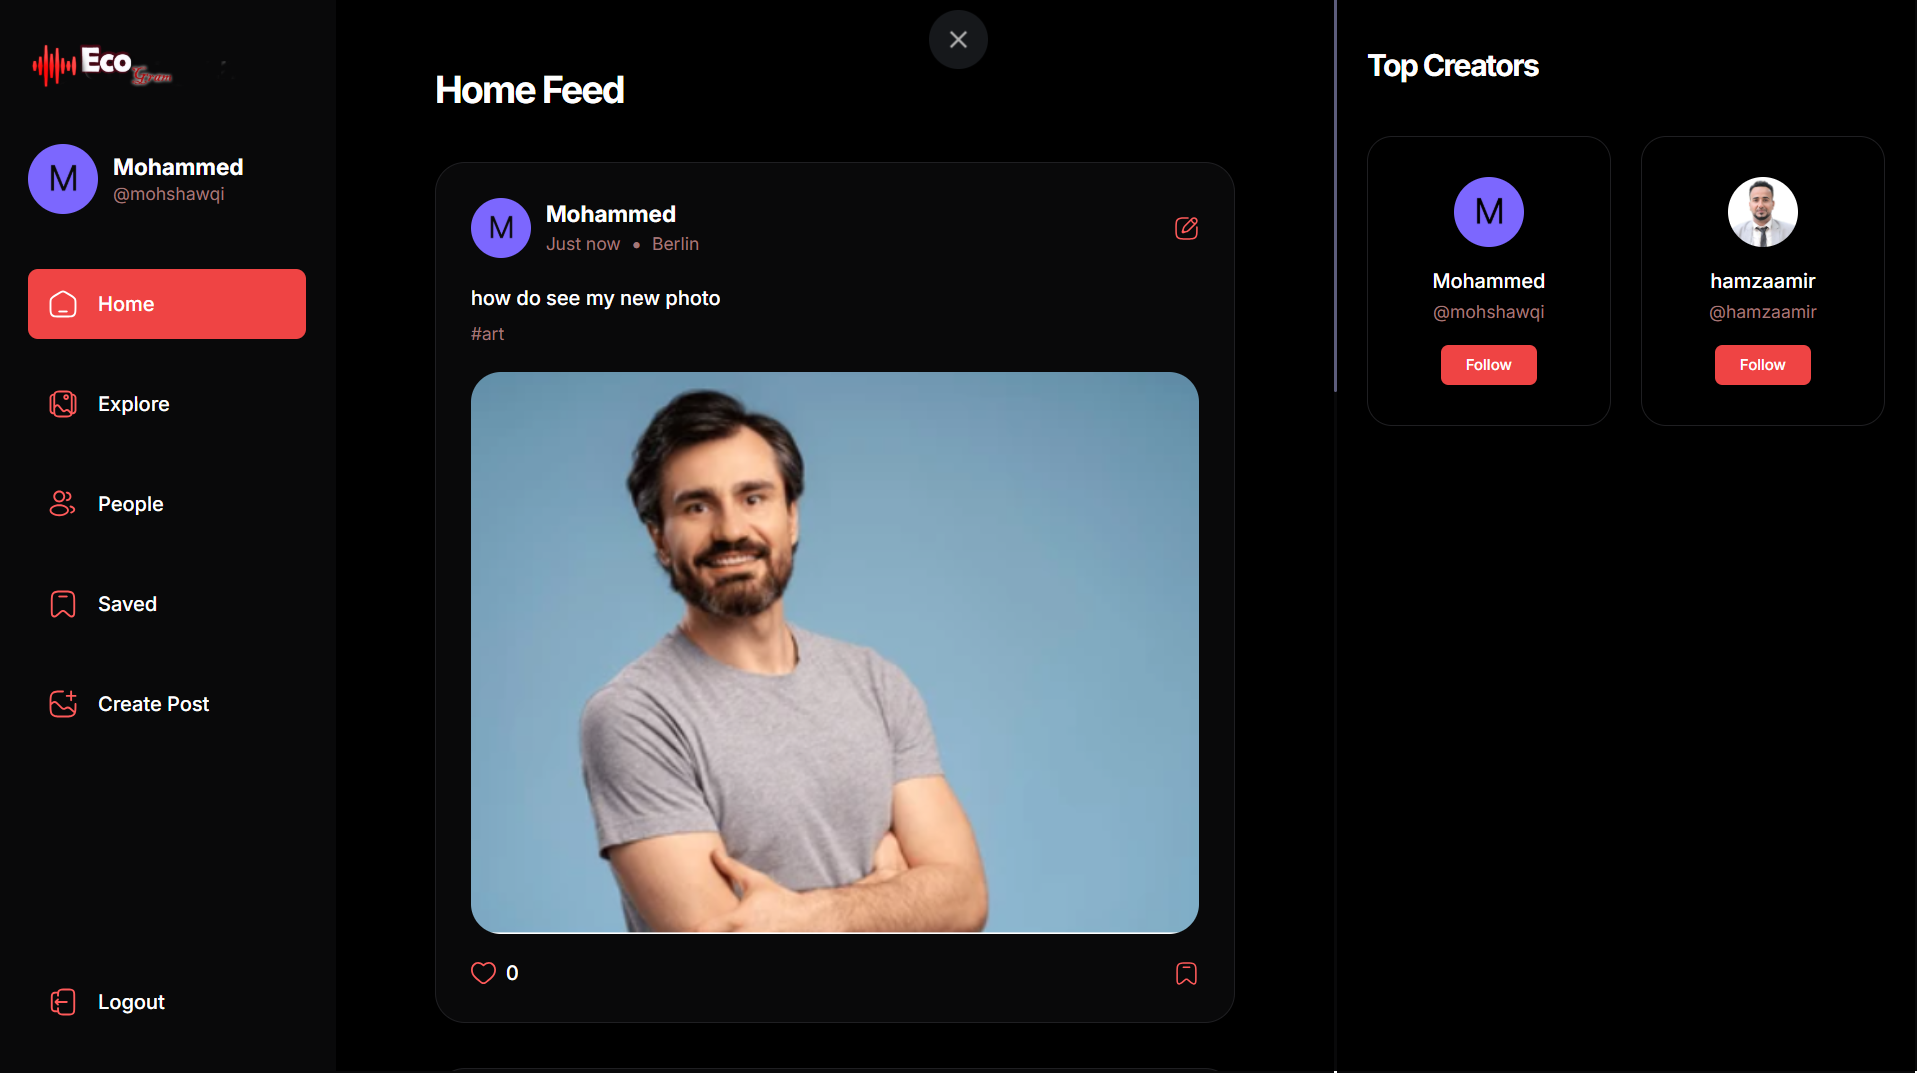 Eco
Gram
M
Mohammed
@mohshawqi
Home
Explore
People
Saved
Create Post
Logout
Home Feed
M
Mohammed
Just now • Berlin
how do see my new photo
#art
0
Top Creators
M
Mohammed
@mohshawqi
Follow
hamzaamir
@hamzaamir
Follow